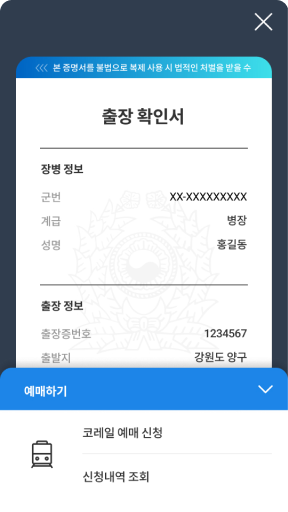 본 증명서를 불법으로 복제 사용 시 법적인 처벌을 받을 수
출장 확인서
장병 정보
군번 XX-XXXXXXXXX
계급 병장
성명 홍길동
출장 정보
출장증번호 1234567
출발지 강원도 양구
예매하기
코레일 예매 신청
신청내역 조회